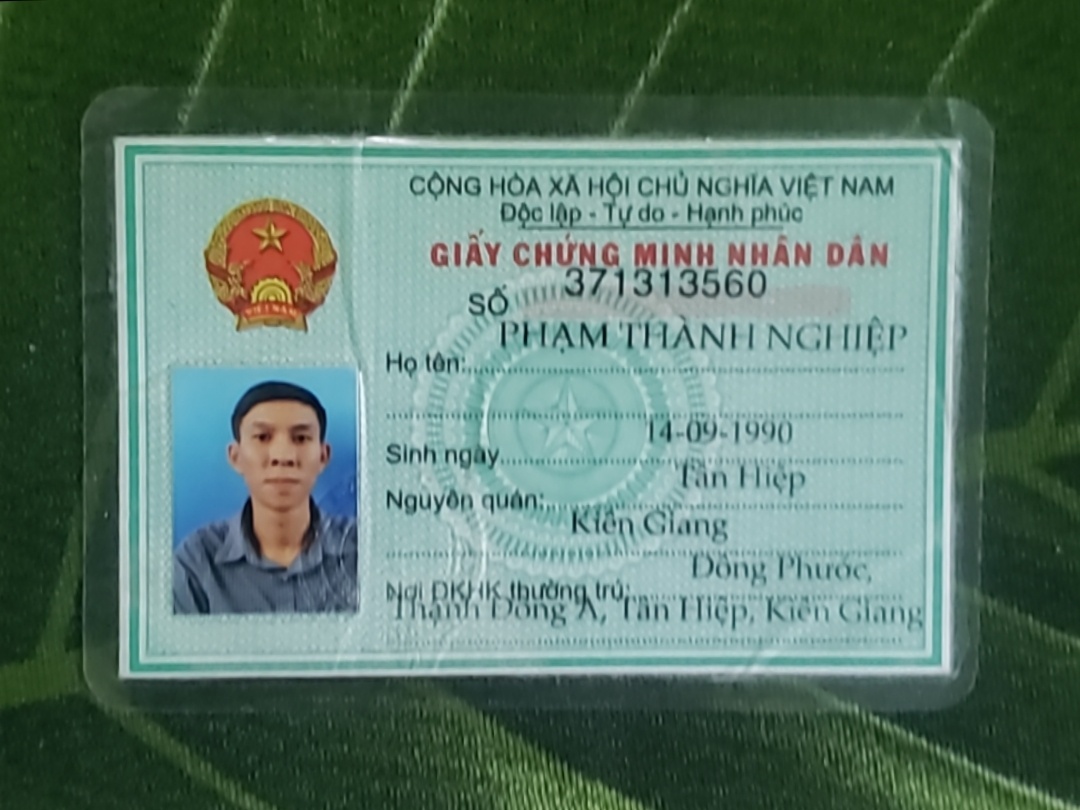 CỘNG HÒA XÃ HỘI CHỦ NGHĨA VIỆT NAM
Độc lập - Tự do - Hạnh phúc
GIẤY CHỨNG MINH NHÂN DÂN
SỐ 371313560
Họ tên: PHẠM THÀNH NGHIỆP
Sinh ngày 14-09-1990
Nguyên quán: Tân Hiệp
Kiên Giang
Nơi ĐKHK thường trú: Đông Phước,
Thạnh Đông A, Tân Hiệp, Kiên Giang
VIỆT NAM